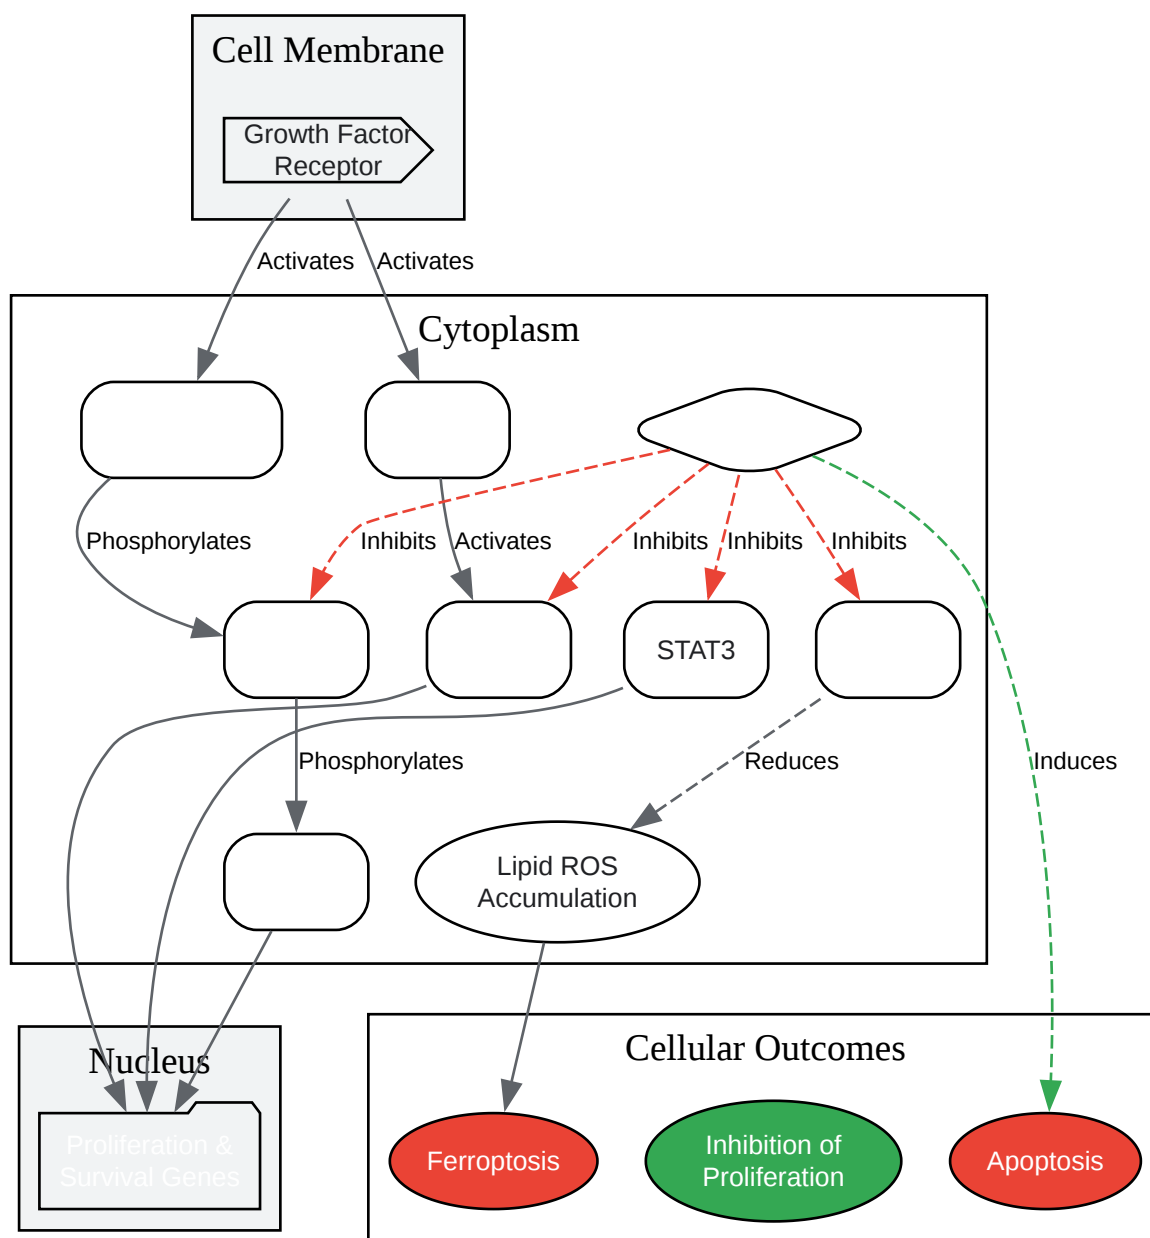 Cell Membrane
Growth Factor
Receptor
Activates
Activates
Cytoplasm
Phosphorylates
Inhibits
Activates
Inhibits
Inhibits
Inhibits
STAT3
Phosphorylates
Reduces
Induces
Lipid ROS
Accumulation
Nucleus
Proliferation &
Survival Genes
Cellular Outcomes
Ferroptosis
Inhibition of
Proliferation
Apoptosis